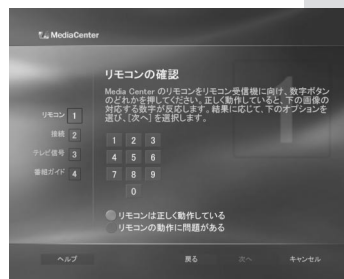 MediaCenter
リモコンの確認
Media Center のリモコンをリモコン受信機に向け、数字ボタン
のどれかを押してください。正しく動作していると、下の画像の
対応する数字が反応します。結果に応じて、下のオプションを
選び、[次へ] を選択します。
リモコン 1
接続 2
テレビ信号 3
番組ガイド 4
1 2 3
4 5 6
7 8 9
0
リモコンは正しく動作している
リモコンの動作に問題がある
ヘルプ 戻る 次へ キャンセル